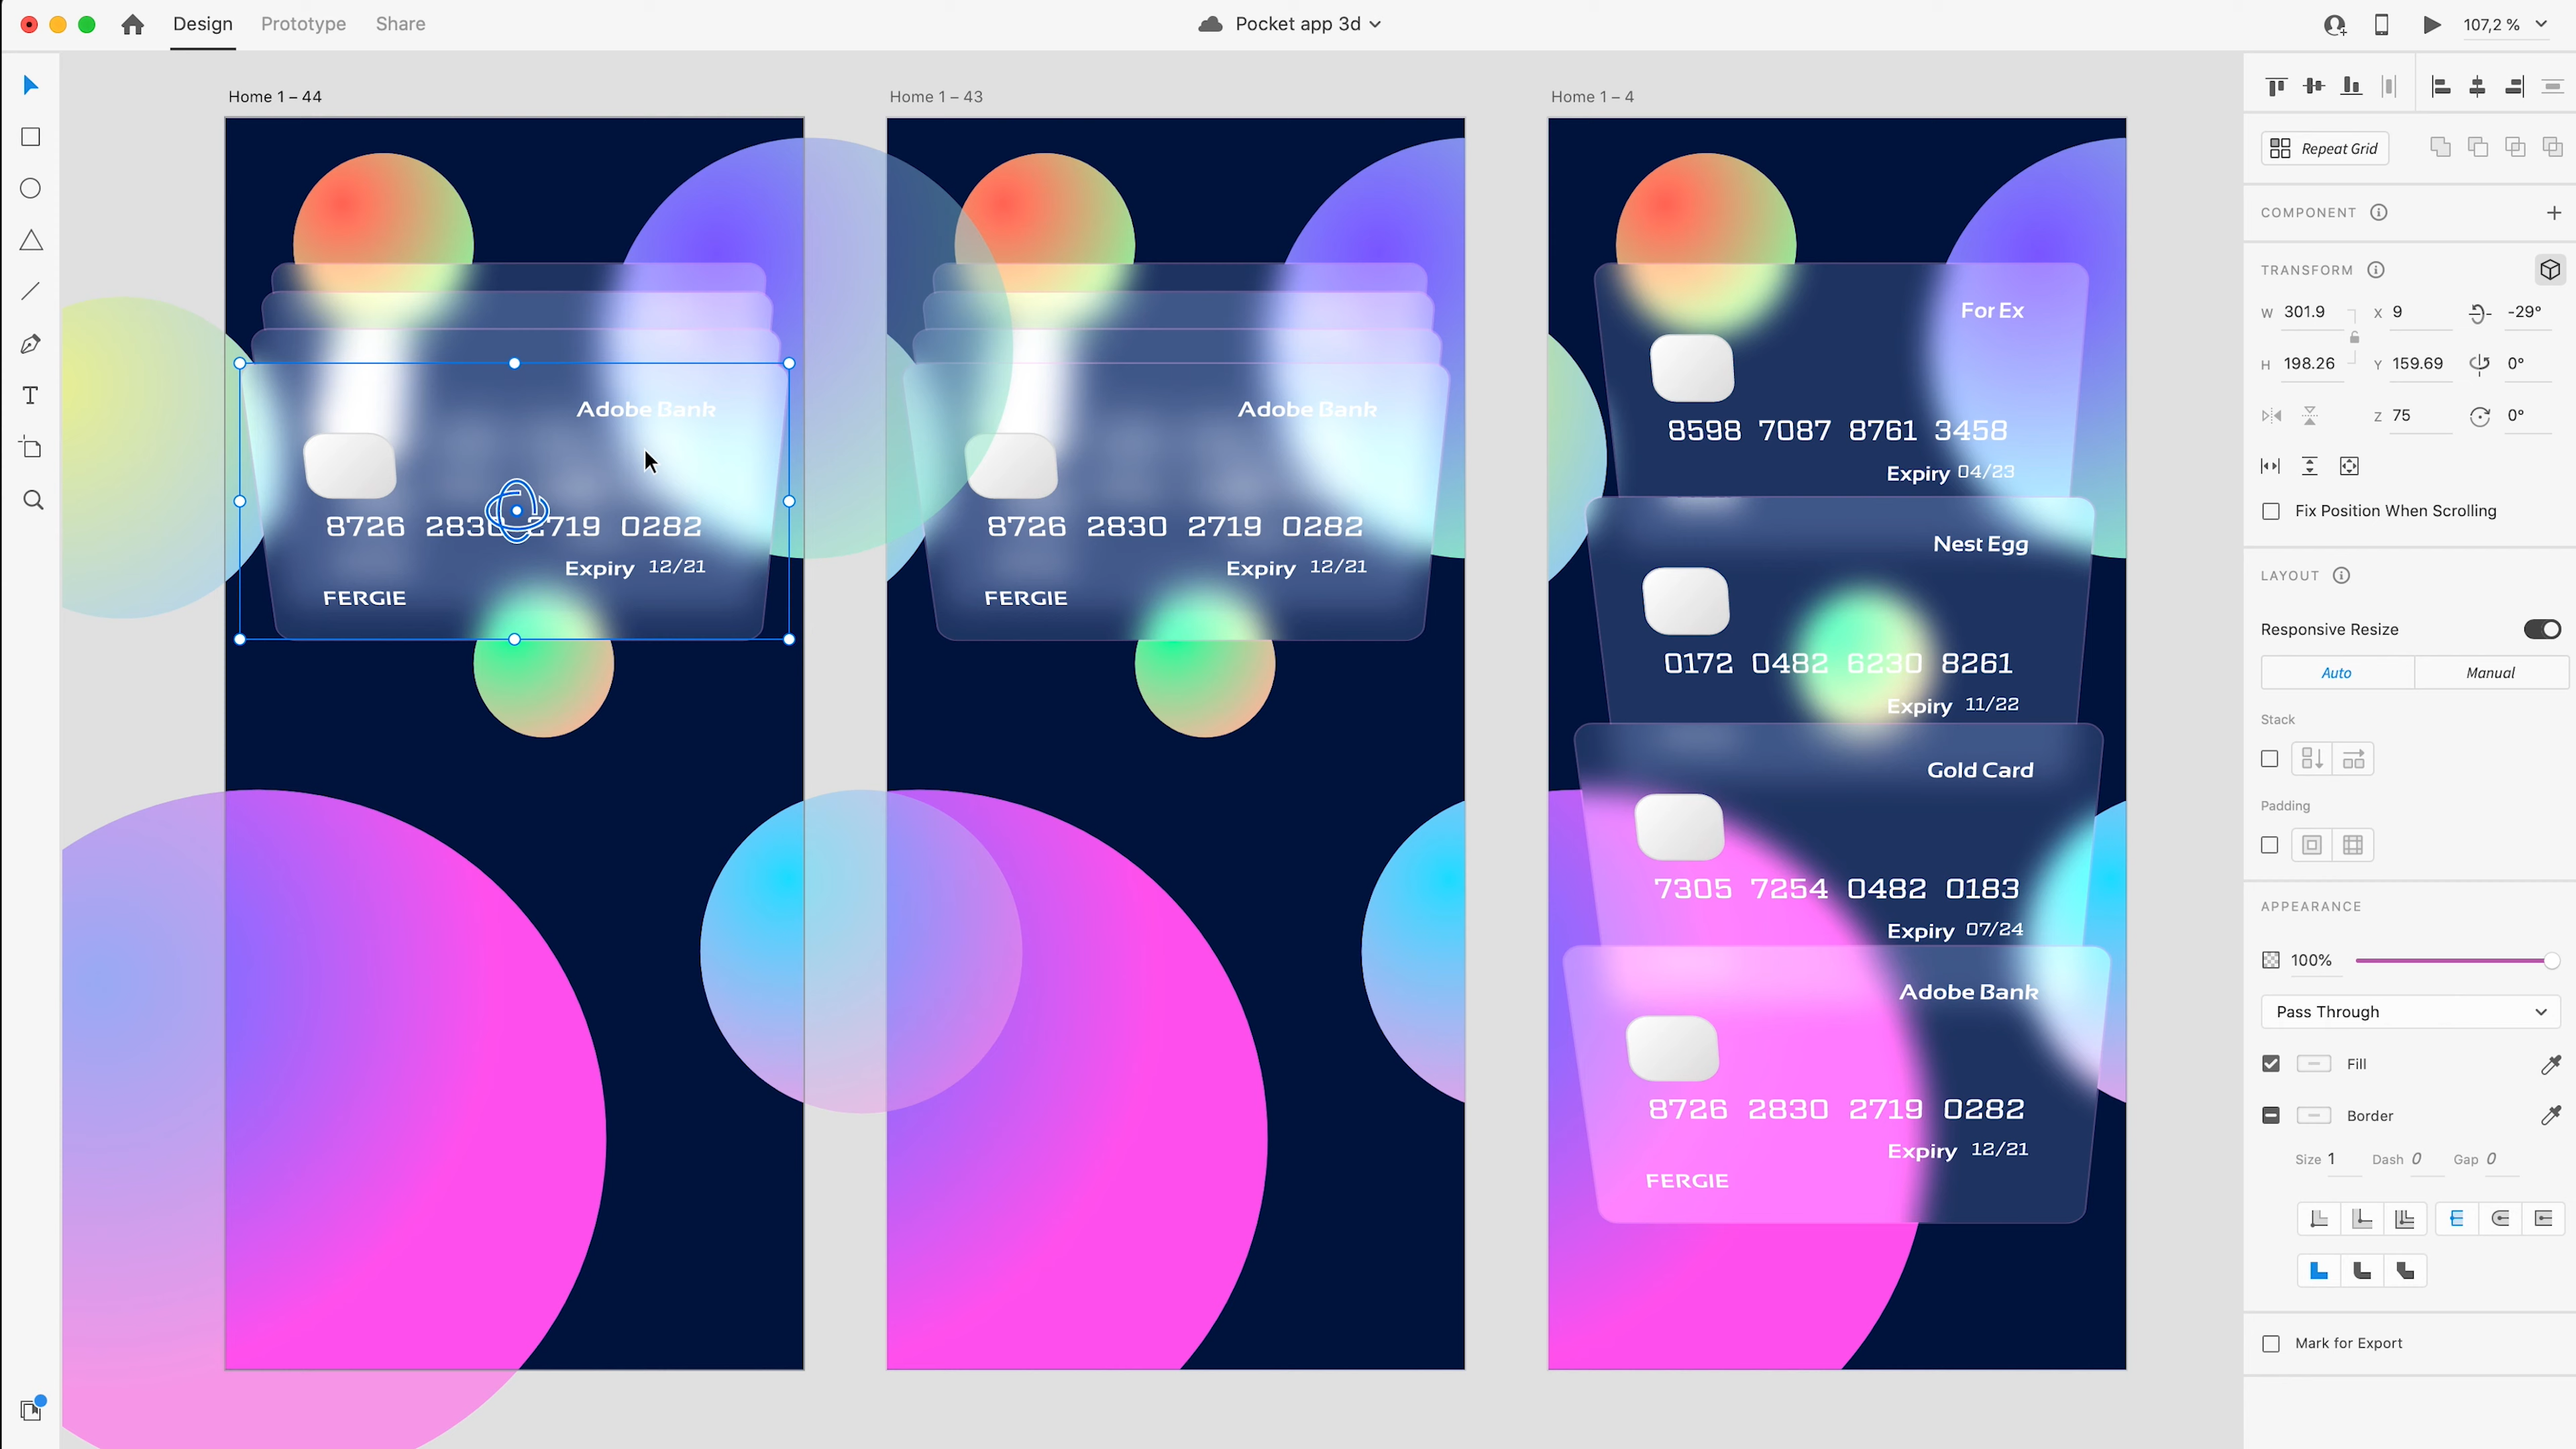 Design Prototype Share
Pocket app 3d
107,2 %
Home 1 – 44
Adobe Bank
8726 2830 2719 0282
Expiry 12/21
FERGIE
Home 1 – 43
Adobe Bank
8726 2830 2719 0282
Expiry 12/21
FERGIE
Home 1 – 4
For Ex
8598 7087 8761 3458
Expiry 04/23
Nest Egg
0172 0482 6230 8261
Expiry 11/22
Gold Card
7305 7254 0482 0183
Expiry 07/24
Adobe Bank
8726 2830 2719 0282
Expiry 12/21
FERGIE
Repeat Grid
COMPONENT
TRANSFORM
W 301.9 X 9 -29°
H 198.26 Y 159.69 0°
Z 75 0°
Fix Position When Scrolling
LAYOUT
Responsive Resize
Auto Manual
Stack
Padding
APPEARANCE
100%
Pass Through
Fill
Border
Size 1 Dash 0 Gap 0
Mark for Export
T